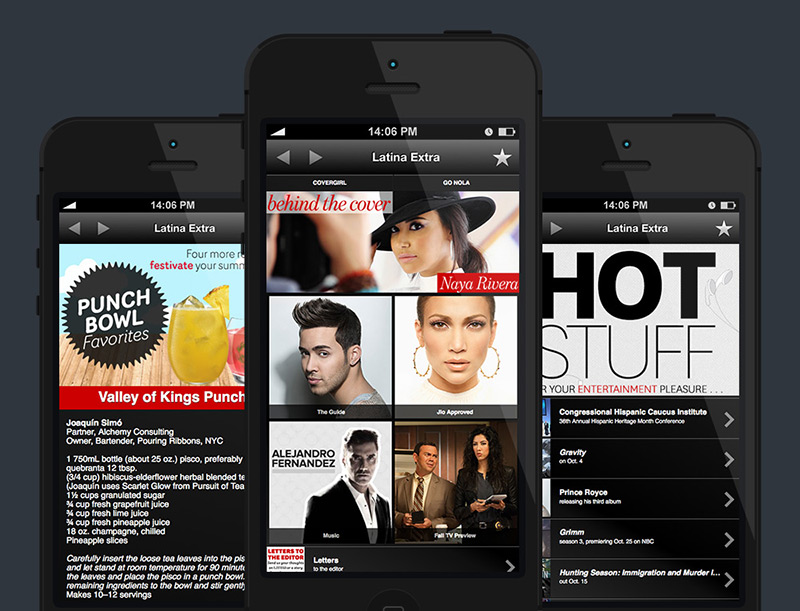 14:06 PM
Latina Extra
Four more re
festivate your summ
PUNCH
BOWL
Favorites
Valley of Kings Punch
Joaquín Simó
Partner, Alchemy Consulting
Owner, Bartender, Pouring Ribbons, NYC
1 750mL bottle (about 25 oz.) pisco, preferably
quebranta 12 tbsp.
(3/4 cup) hibiscus-elderflower herbal blended te
(Joaquin uses Scarlet Glow from Pursuit of Tea
1½ cups granulated sugar
¾ cup fresh grapefruit juice
¾ cup fresh lime juice
¾ cup fresh pineapple juice
18 oz. champagne, chilled
Pineapple slices
Carefully insert the loose tea leaves into the pis
and let stand at room temperature for 90 minute
the leaves and place the pisco in a punch bowl.
remaining ingredients to the bowl and stir gently
Makes 10–12 servings
14:06 PM
Latina Extra
COVERGIRL
GO NOLA
behind the cover
Naya Rivera
The Guide
Jlo Approved
ALEJANDRO
FERNANDEZ
Music
Fall TV Preview
LETTERS TO
THE EDITOR
Letters
to the editor
14:06 PM
Latina Extra
HOT
STUFF
R YOUR ENTERTAINMENT PLEASURE . . .
Congressional Hispanic Caucus Institute
36th Annual Hispanic Heritage Month Conference
Gravity
on Oct. 4
Prince Royce
releasing his third album
Grimm
season 3, premiering Oct. 25 on NBC
Hunting Season: Immigration and Murder I...
out Oct. 15